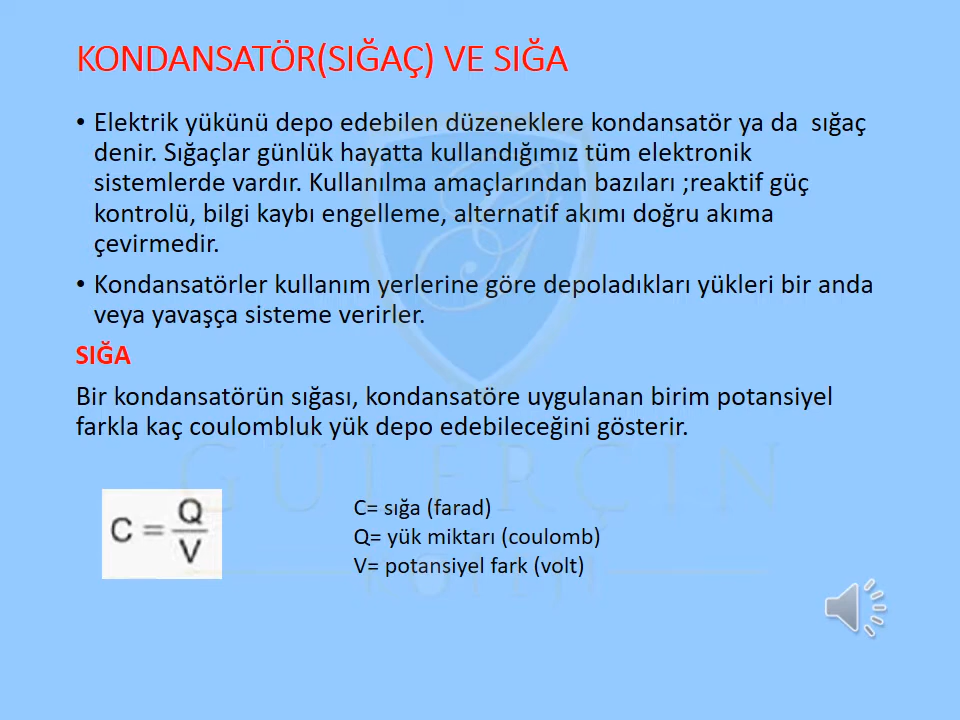 KONDANSATÖR(SIĞAÇ) VE SIĞA
• Elektrik yükünü depo edebilen düzeneklere kondansatör ya da  sığaç
denir. Sığaçlar günlük hayatta kullandığımız tüm elektronik
sistemlerde vardır. Kullanılma amaçlarından bazıları ;reaktif güç
kontrolü, bilgi kaybı engelleme, alternatif akımı doğru akıma
çevirmedir.
• Kondansatörler kullanım yerlerine göre depoladıkları yükleri bir anda
veya yavaşça sisteme verirler.
SIĞA
Bir kondansatörün sığası, kondansatöre uygulanan birim potansiyel
farkla kaç coulombluk yük depo edebileceğini gösterir.
GÜLERÇİN
C = Q/V
C= sığa (farad)
Q= yük miktarı (coulomb)
V= potansiyel fark (volt)